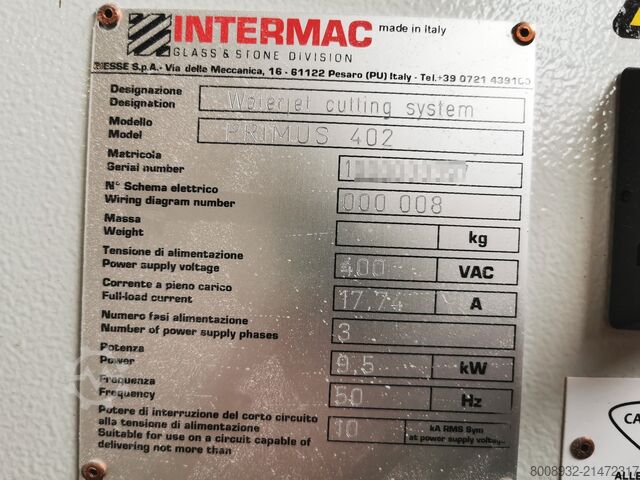 INTERMAC made in Italy
GLASS & STONE DIVISION
BIESSE S.p.A.- Via delle Meccanica, 16 - 61122 Pesaro (PU) Italy - Tel.+39 0721 439100
Designazione
Designation
Waterjet cutting system
Modello
Model
PRIMUS 402
Matricola
Serial number
N° Schema elettrico
Wiring diagram number
000 008
Massa
Weight
kg
Tensione di alimentazione
Power supply voltage
400 VAC
Corrente a pieno carico
Full-load current
17,74 A
Numero fasi alimentazione
Number of power supply phases
3
Potenza
Power
9.5 kW
Frequenza
Frequency
50 Hz
Potere di interruzione del corto circuito
alla tensione di alimentazione
Suitable for use on a circuit capable of
delivering not more than
10
kA RMS Sym
at power supply voltage
CA
ALLE
8008932-21472317